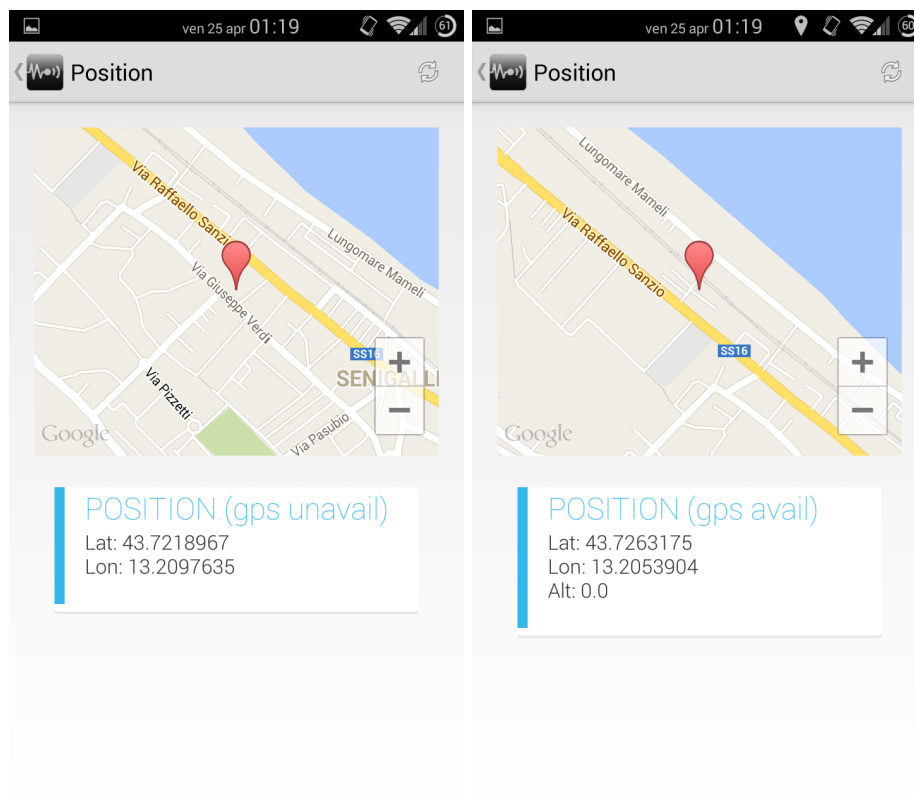 ven 25 apr 01:19
61
Position
Via Raffaello Sanzio
Lungomare Mameli
Via Giuseppe Verdi
SS16
+
SENIGALLI
Via Pizzetti
−
Google
Via Pasubio
POSITION (gps unavail)
Lat: 43.7218967
Lon: 13.2097635
ven 25 apr 01:19
60
Position
Lungomare Mameli
Via Raffaello Sanzio
SS16
+
−
Google
POSITION (gps avail)
Lat: 43.7263175
Lon: 13.2053904
Alt: 0.0